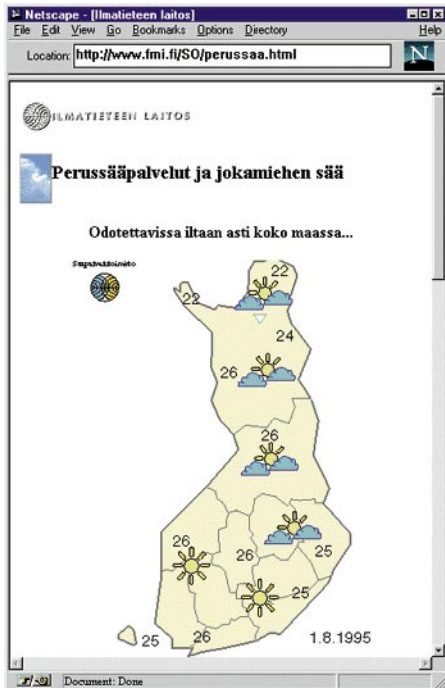 Netscape - [Ilmatieteen laitos]
File Edit View Go Bookmarks Options Directory Help
Location: http://www.fmi.fi/SO/perussaa.html
N
ILMATIETEEN LAITOS
Perussääpalvelut ja jokamiehen sää
Odotettavissa iltaan asti koko maassa...
Sääpalvelutoimisto
22
22
24
26
26
26
26
25
25
25
26
1.8.1995
Document: Done